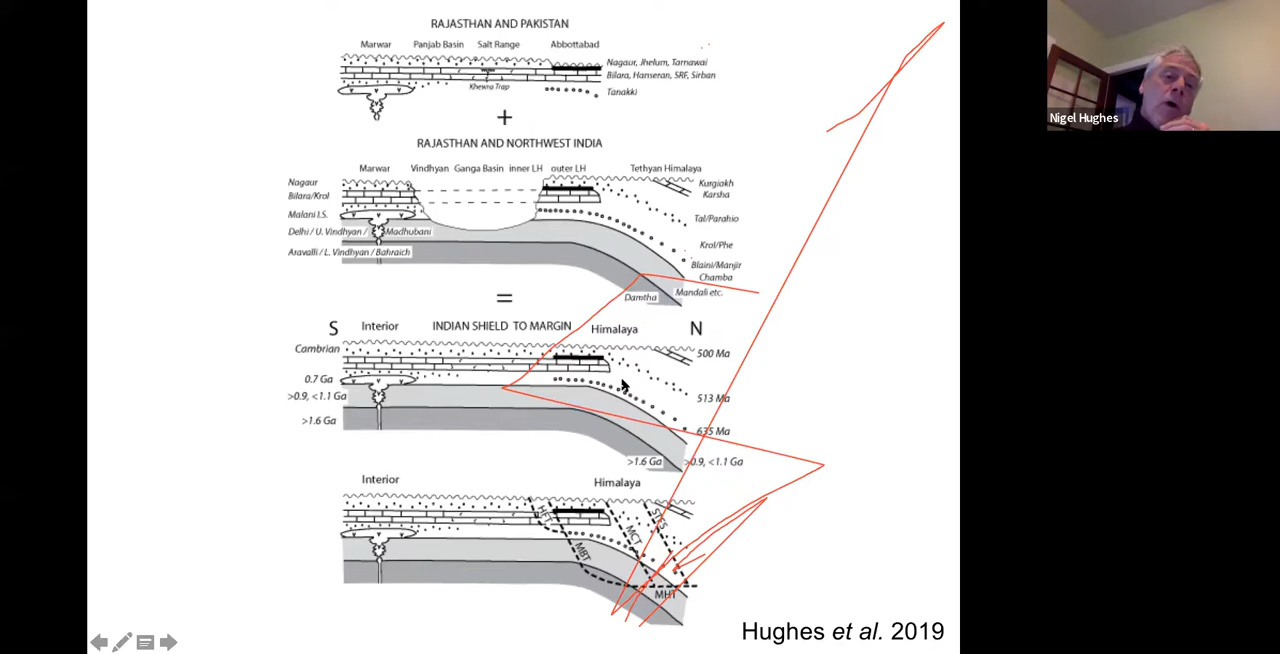 RAJASTHAN AND PAKISTAN
Marwar Panjab Basin Salt Range Abbottabad
Nagaur, Jhelum, Tarnawai
Bilara, Hanseran, SRF, Sirban
Khewra Trap
Tanakki
+
RAJASTHAN AND NORTHWEST INDIA
Marwar Vindhyan Ganga Basin inner LH outer LH Tethyan Himalaya
Nagaur
Kurgiakh
Bilara/Krol
Karsha
Malani I.S.
Tal/Parahio
Delhi / U. Vindhyan / Madhubani
Krol/Phe
Aravalli / L. Vindhyan / Bahraich
Blaini/Manjir
Chamba
Damtha
Mandali etc.
=
S Interior INDIAN SHIELD TO MARGIN Himalaya N
Cambrian
500 Ma
0.7 Ga
>0.9, <1.1 Ga
513 Ma
>1.6 Ga
635 Ma
>1.6 Ga >0.9, <1.1 Ga
Interior Himalaya
HFT
MBT
MCT
STDS
MHT
Hughes et al. 2019
Nigel Hughes